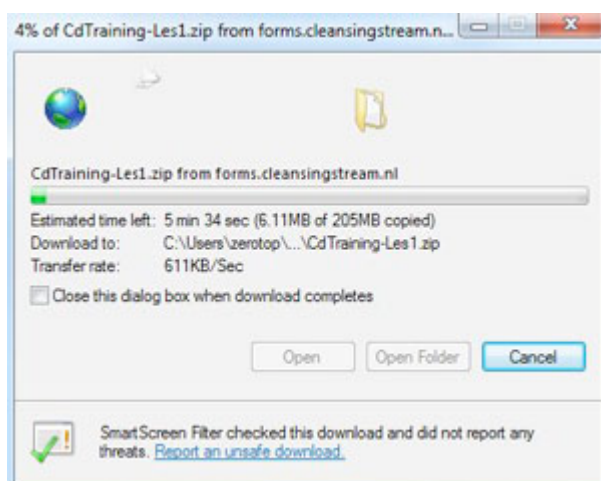 4% of CdTraining-Les1.zip from forms.cleansingstream.n...
CdTraining-Les1.zip from forms.cleansingstream.nl
Estimated time left: 5 min 34 sec (6.11MB of 205MB copied)
Download to: C:\Users\zerotop\...\CdTraining-Les1.zip
Transfer rate: 611KB/Sec
Close this dialog box when download completes
Open Open Folder Cancel
SmartScreen Filter checked this download and did not report any
threats. Report an unsafe download.